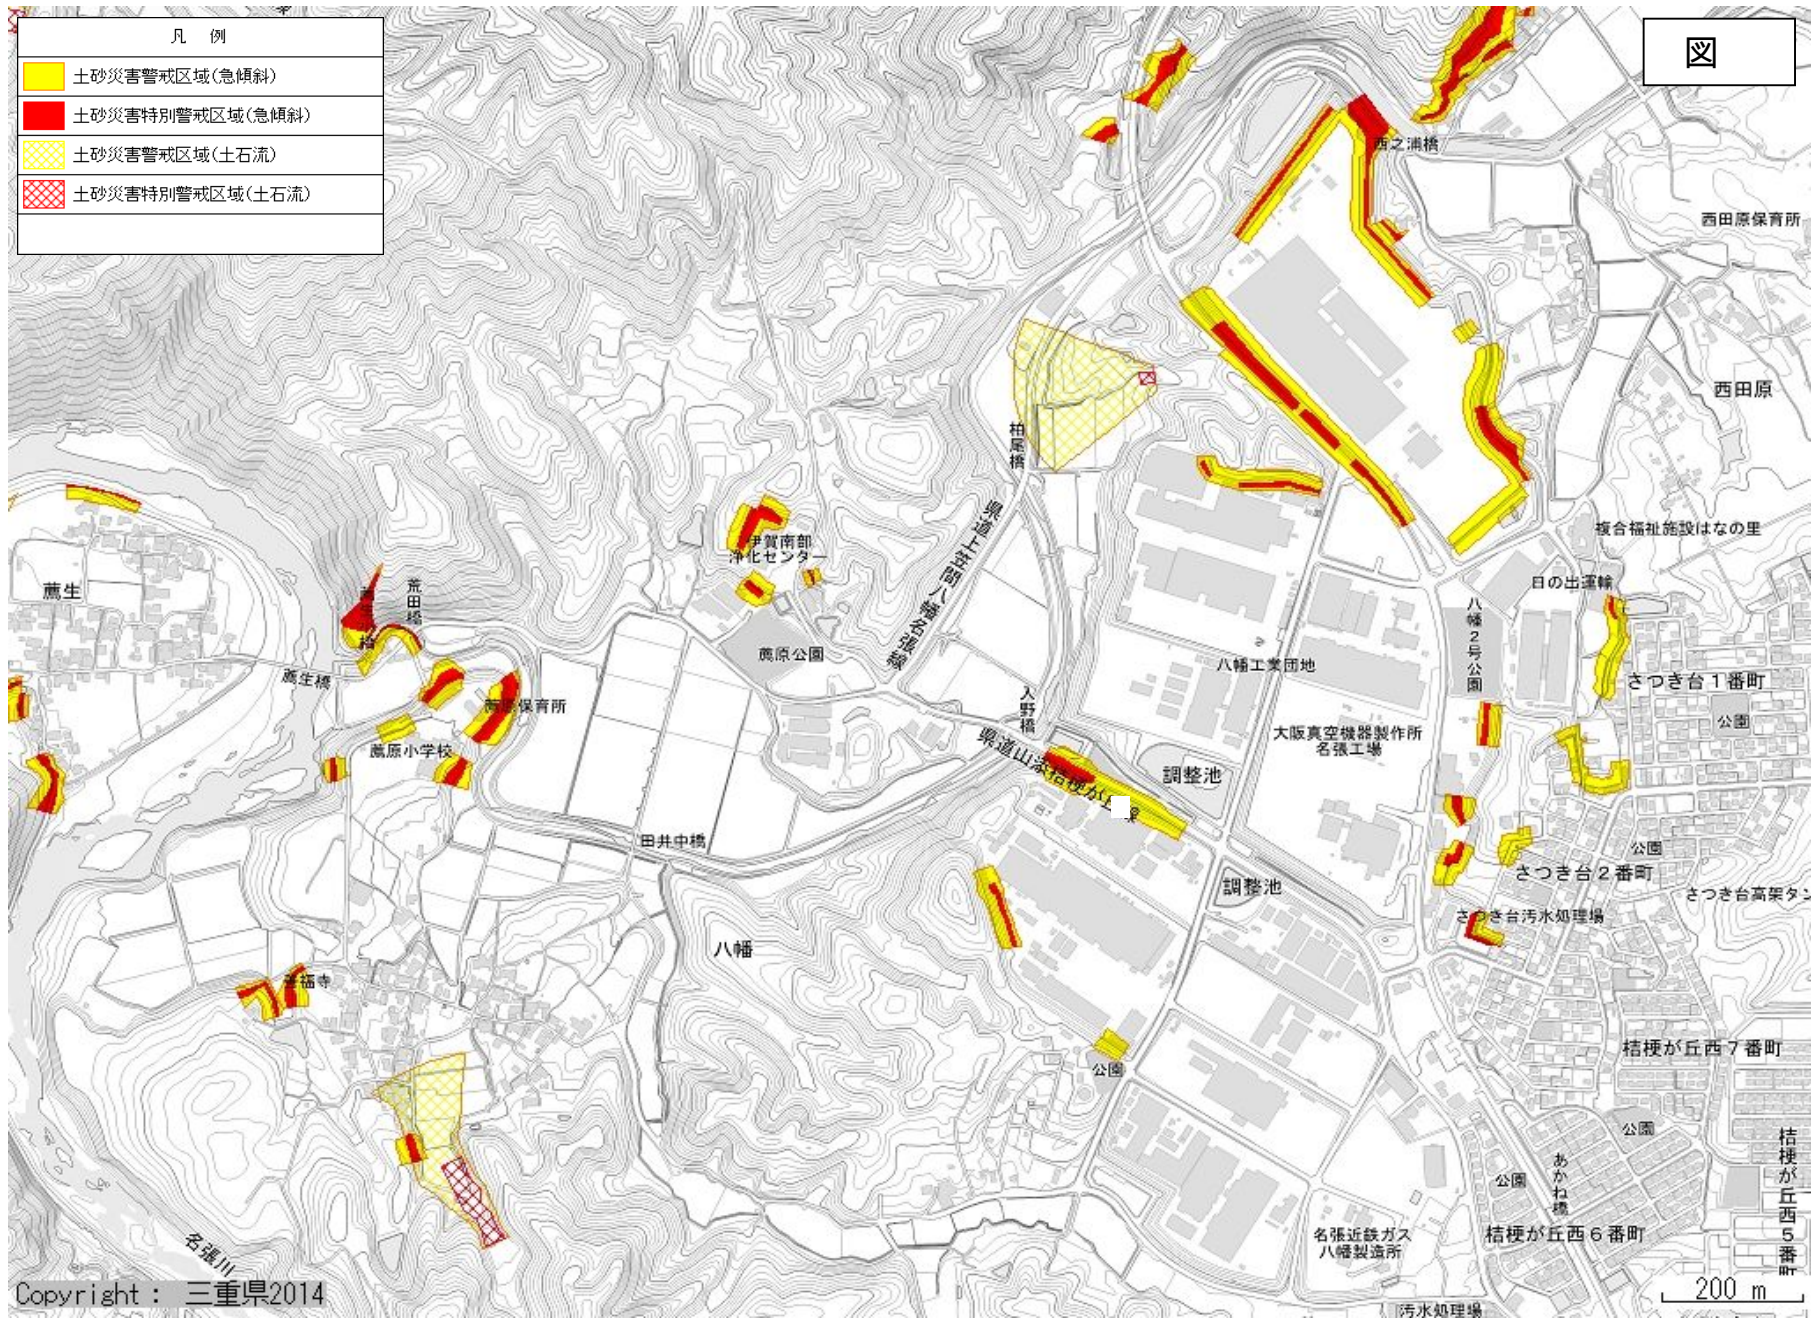 凡 例
土砂災害警戒区域(急傾斜)
土砂災害特別警戒区域(急傾斜)
土砂災害警戒区域(土石流)
土砂災害特別警戒区域(土石流)
図
西之浦橋
西田原保育所
西田原
柏尾橋
県道上笠間八幡名張線
複合福祉施設はなの里
日の出運輸
伊賀南部
浄化センター
薦生
荒田橋
八幡2号公園
薦原公園
八幡工業団地
薦生橋
さつき台1番町
公園
入野橋
保育所
大阪真空機器製作所
名張工場
薦原小学校
県道山添桔梗が丘線
調整池
田井中橋
公園
さつき台2番町
調整池
さつき台高架タン
さつき台汚水処理場
八幡
福寺
桔梗が丘西7番町
公園
公園
あかね橋
桔梗が丘西5番町
公園
名張近鉄ガス
八幡製造所
桔梗が丘西6番町
名張川
Copyright : 三重県2014
200 m
汚水処理場